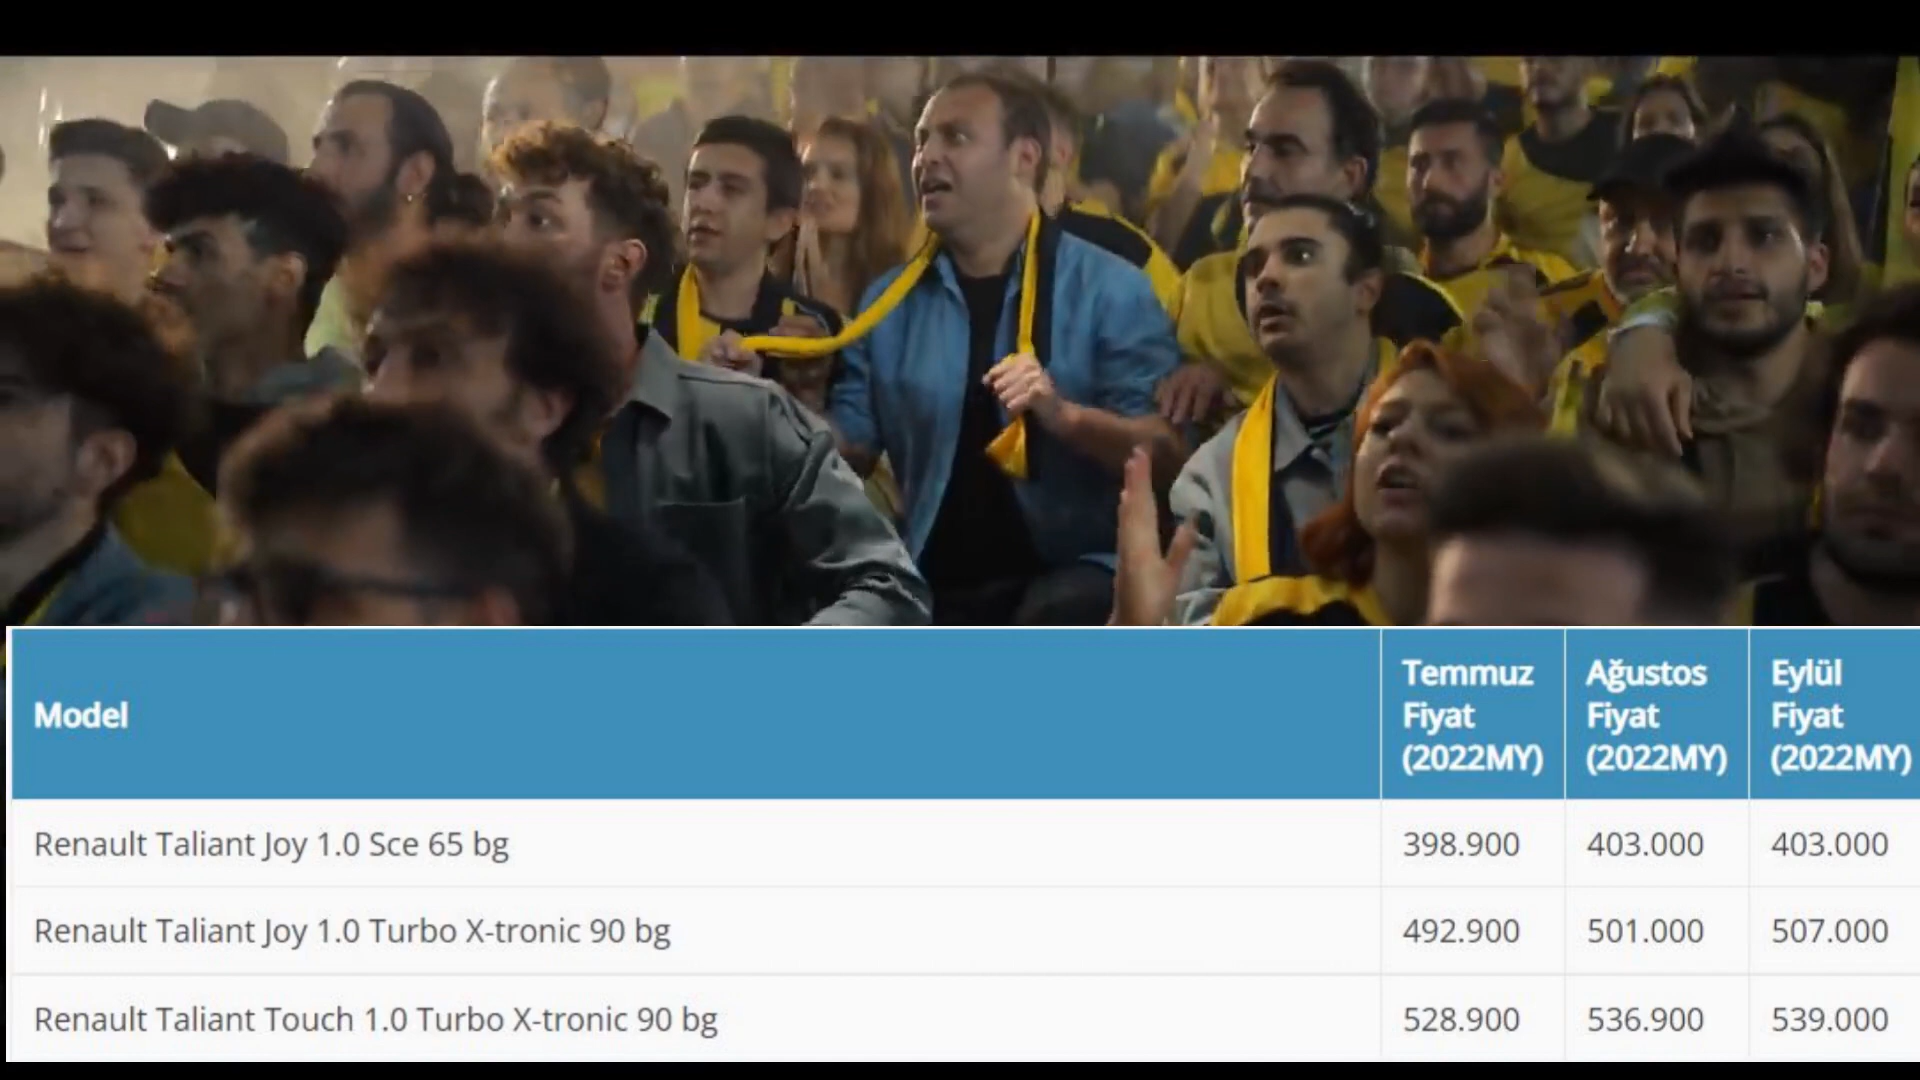 Model
Temmuz
Fiyat
(2022MY)
Ağustos
Fiyat
(2022MY)
Eylül
Fiyat
(2022MY)
Renault Taliant Joy 1.0 Sce 65 bg 398.900 403.000 403.000
Renault Taliant Joy 1.0 Turbo X-tronic 90 bg 492.900 501.000 507.000
Renault Taliant Touch 1.0 Turbo X-tronic 90 bg 528.900 536.900 539.000